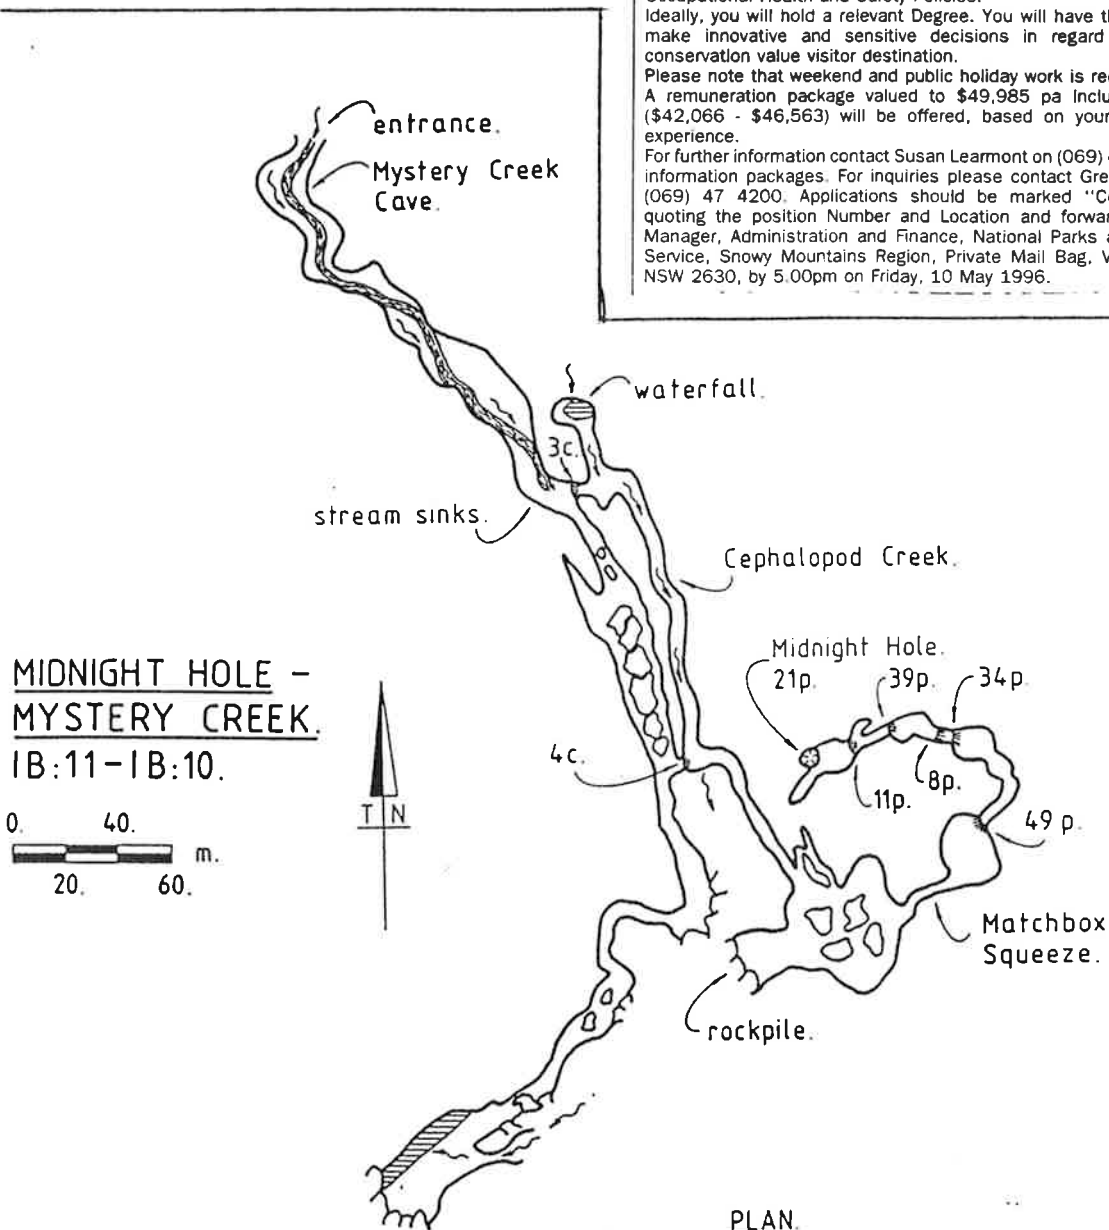 Ideally, you will hold a relevant Degree. You will have
make innovative and sensitive decisions in regard
conservation value visitor destination.
Please note that weekend and public holiday work is
A remuneration package valued to $49,985 pa
($42,066 - $46,563) will be offered, based on your
experience.
For further information contact Susan Learmont on (069)
information packages. For inquiries please contact
(069) 47 4200. Applications should be marked
quoting the position Number and Location and
Manager, Administration and Finance, National Parks
Service, Snowy Mountains Region, Private Mail Bag,
NSW 2630, by 5.00pm on Friday, 10 May 1996.
entrance.
Mystery Creek
Cave.
waterfall.
3c.
stream sinks.
Cephalopod Creek.
Midnight Hole.
21p.
39p.
34p.
MIDNIGHT HOLE -
MYSTERY CREEK.
IB:11-IB:10.
4c.
8p.
11p.
49 p.
T N
0. 40.
m.
20. 60.
Matchbox
Squeeze.
rockpile.
PLAN.